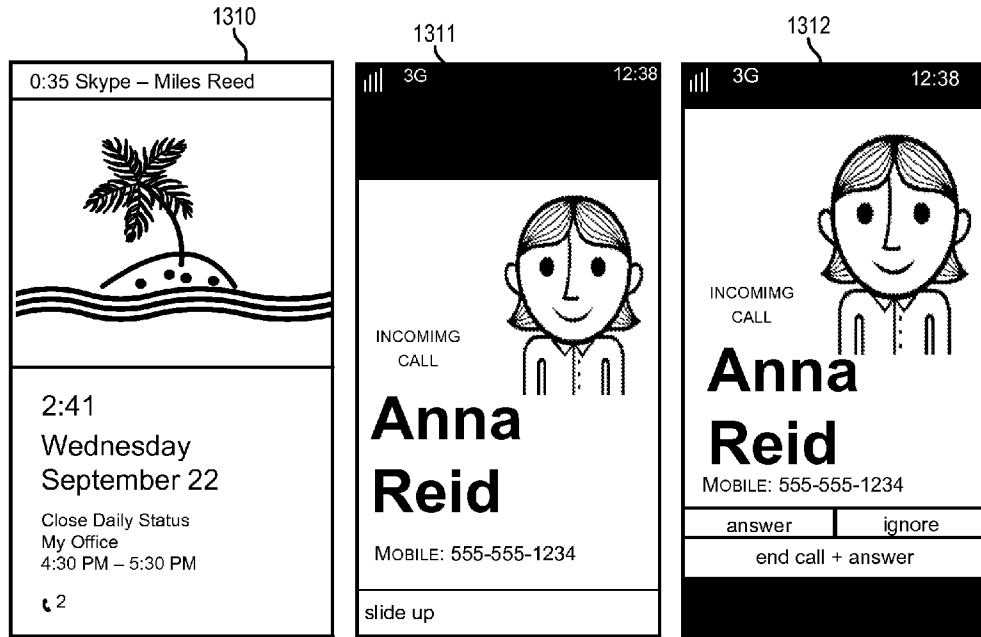 1310
0:35 Skype – Miles Reed
2:41
Wednesday
September 22
Close Daily Status
My Office
4:30 PM – 5:30 PM
2
1311
3G 12:38
INCOMIMG
CALL
Anna
Reid
MOBILE: 555-555-1234
slide up
1312
3G 12:38
INCOMIMG
CALL
Anna
Reid
MOBILE: 555-555-1234
answer ignore
end call + answer